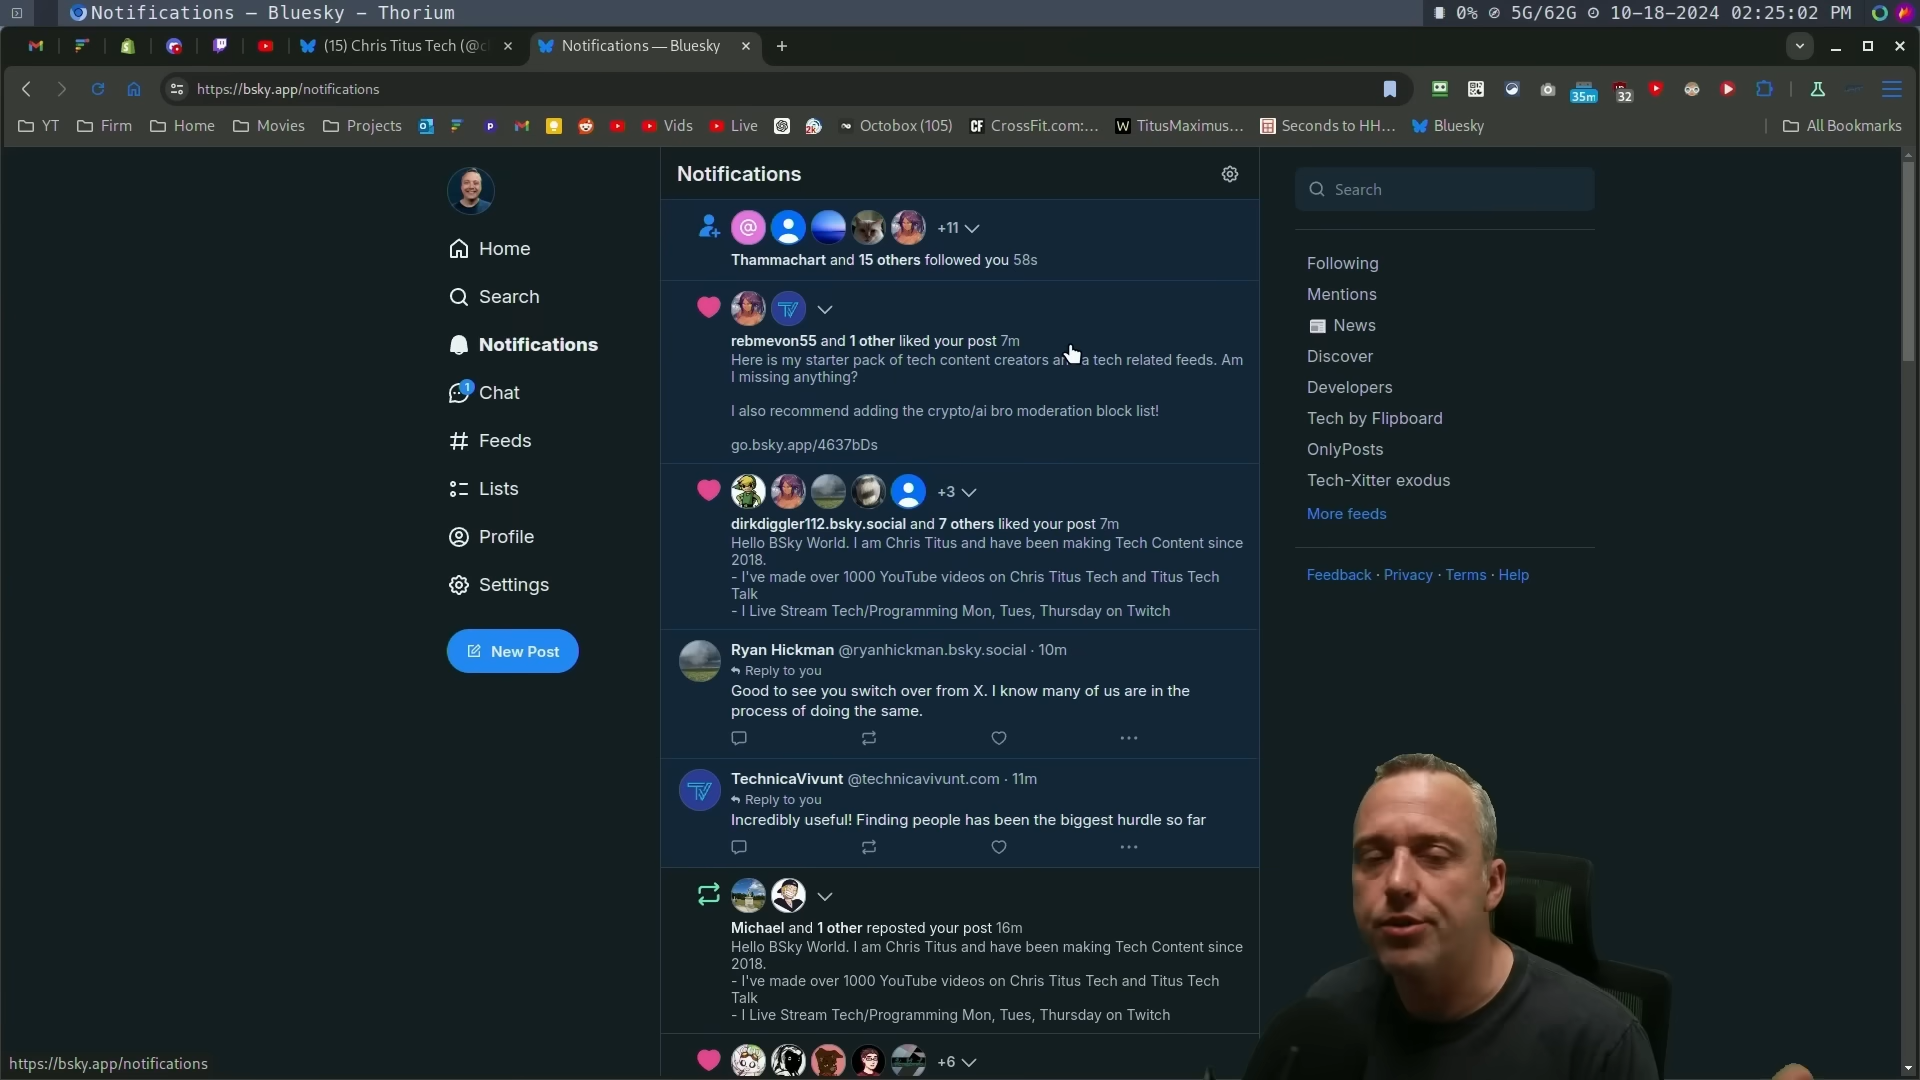 Notifications — Bluesky – Thorium
0% 5G/62G 10-18-2024 02:25:02 PM
(15) Chris Titus Tech (@c
Notifications — Bluesky
https://bsky.app/notifications
35m
32
YT
Firm
Home
Movies
Projects
Vids
Live
Octobox (105)
CF CrossFit.com:...
W TitusMaximus...
Seconds to HH...
Bluesky
All Bookmarks
Home
Search
Notifications
1
Chat
Feeds
Lists
Profile
Settings
New Post
Notifications
@
+11
Thammachart and 15 others followed you 58s
TV
rebmevon55 and 1 other liked your post 7m
Here is my starter pack of tech content creators an a tech related feeds. Am
I missing anything?
I also recommend adding the crypto/ai bro moderation block list!
go.bsky.app/4637bDs
+3
dirkdiggler112.bsky.social and 7 others liked your post 7m
Hello BSky World. I am Chris Titus and have been making Tech Content since
2018.
- I've made over 1000 YouTube videos on Chris Titus Tech and Titus Tech
Talk
- I Live Stream Tech/Programming Mon, Tues, Thursday on Twitch
Ryan Hickman @ryanhickman.bsky.social · 10m
Reply to you
Good to see you switch over from X. I know many of us are in the
process of doing the same.
TV
TechnicaVivunt @technicavivunt.com · 11m
Reply to you
Incredibly useful! Finding people has been the biggest hurdle so far
Michael and 1 other reposted your post 16m
Hello BSky World. I am Chris Titus and have been making Tech Content since
2018.
- I've made over 1000 YouTube videos on Chris Titus Tech and Titus Tech
Talk
- I Live Stream Tech/Programming Mon, Tues, Thursday on Twitch
+6
Search
Following
Mentions
News
Discover
Developers
Tech by Flipboard
OnlyPosts
Tech-Xitter exodus
More feeds
Feedback · Privacy · Terms · Help
https://bsky.app/notifications